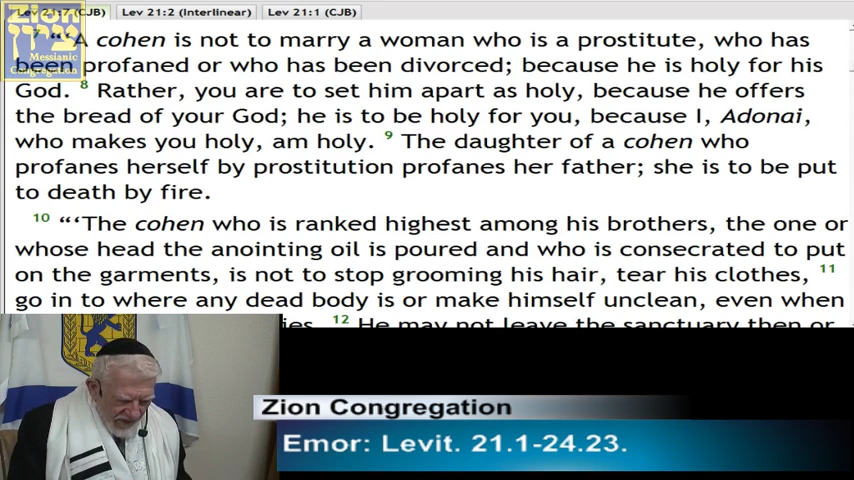 Lev 21:7 (CJB) Lev 21:2 (Interlinear) Lev 21:1 (CJB)
Zion
ציון
Messianic
Congregation
7 “‘A cohen is not to marry a woman who is a prostitute, who has
been profaned or who has been divorced; because he is holy for his
God. 8 Rather, you are to set him apart as holy, because he offers
the bread of your God; he is to be holy for you, because I, Adonai,
who makes you holy, am holy. 9 The daughter of a cohen who
profanes herself by prostitution profanes her father; she is to be put
to death by fire.
10 “‘The cohen who is ranked highest among his brothers, the one on
whose head the anointing oil is poured and who is consecrated to put
on the garments, is not to stop grooming his hair, tear his clothes, 11
go in to where any dead body is or make himself unclean, even when
12 He may not leave the sanctuary then or
Zion Congregation
Emor: Levit. 21.1-24.23.